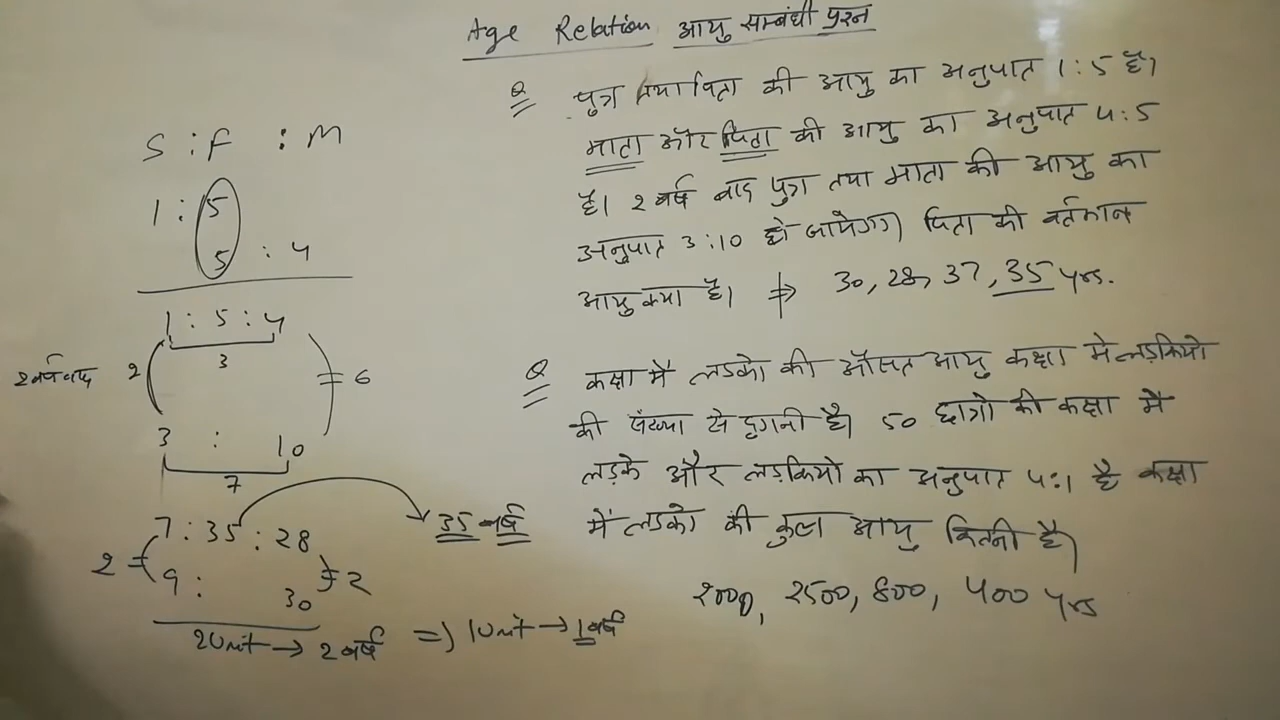 Age Relation आयु सम्बंधी प्रश्न
Q पुत्र तथा पिता की आयु का अनुपात 1:5 है।
माता और पिता की आयु का अनुपात 4:5
है। 2 वर्ष बाद पुत्र तथा माता की आयु का
अनुपात 3:10 हो जायेगा। पिता की वर्तमान
आयु क्या है। ⇒ 30, 28, 37, 35 yrs.
Q कक्षा मे लडको की औसत आयु कक्षा मे लड़कियो
की संख्या से दुगनी है। 50 छात्रो की कक्षा मे
लड़के और लड़कियो का अनुपात 4:1 है कक्षा
में लडको की कुल आयु कितनी है।
2000, 2500, 800, 400 yrs
S : F : M
1 : 5
5 : 4
1 : 5 : 4
3
2 वर्ष बाद 2 = 6
3 : 10
7
7 : 35 : 28 → 35 वर्ष
2 = = 2
9 : 30
2 Unit → 2 वर्ष ⇒ 1 Unit → 1 वर्ष